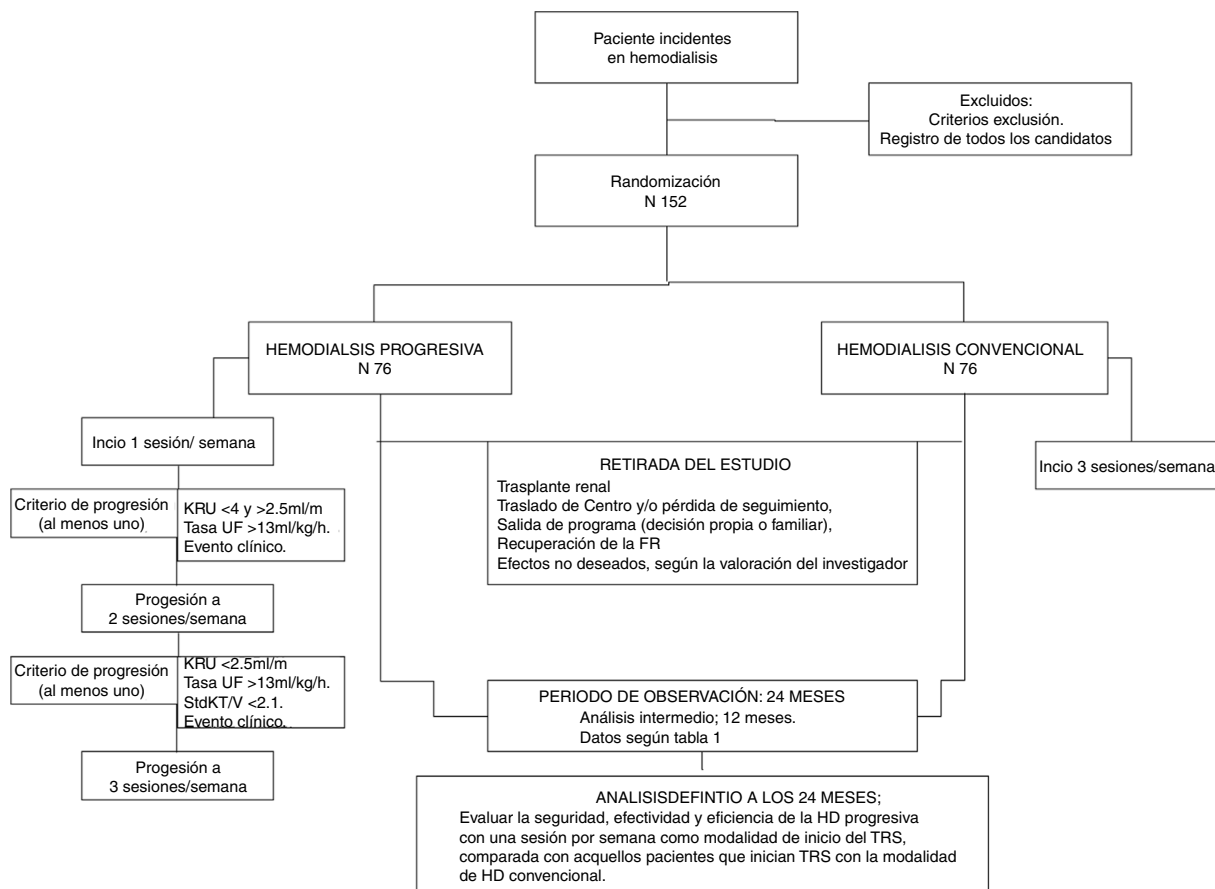 Paciente incidentes
en hemodialisis
Excluidos:
Criterios exclusión.
Registro de todos los candidatos
Randomización
N 152
HEMODIALSIS PROGRESIVA
N 76
HEMODIALISIS CONVENCIONAL
N 76
Incio 1 sesión/ semana
Incio 3 sesiones/semana
Criterio de progresión
(al menos uno)
KRU <4 y >2.5ml/m
Tasa UF >13ml/kg/h.
Evento clínico.
Progesión a
2 sesiones/semana
Criterio de progresión
(al menos uno)
KRU <2.5ml/m
Tasa UF >13ml/kg/h.
StdKT/V <2.1.
Evento clínico.
Progesión a
3 sesiones/semana
RETIRADA DEL ESTUDIO
Trasplante renal
Traslado de Centro y/o pérdida de seguimiento,
Salida de programa (decisión propia o familiar),
Recuperación de la FR
Efectos no deseados, según la valoración del investigador
PERIODO DE OBSERVACIÓN: 24 MESES
Análisis intermedio; 12 meses.
Datos según tabla 1
ANALISISDEFINTIO A LOS 24 MESES;
Evaluar la seguridad, efectividad y eficiencia de la HD progresiva
con una sesión por semana como modalidad de inicio del TRS,
comparada con acquellos pacientes que inician TRS con la modalidad
de HD convencional.